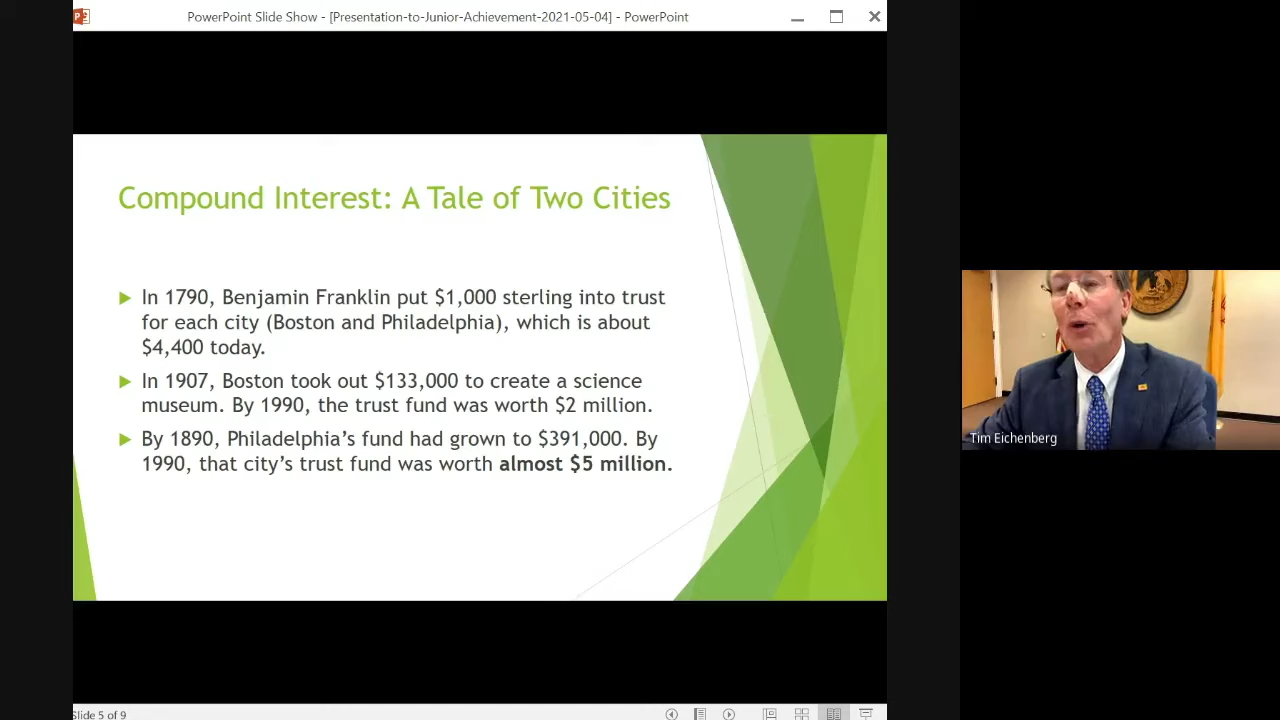 PowerPoint Slide Show - [Presentation-to-Junior-Achievement-2021-05-04] - PowerPoint
Compound Interest: A Tale of Two Cities
In 1790, Benjamin Franklin put $1,000 sterling into trust
for each city (Boston and Philadelphia), which is about
$4,400 today.
In 1907, Boston took out $133,000 to create a science
museum. By 1990, the trust fund was worth $2 million.
By 1890, Philadelphia’s fund had grown to $391,000. By
1990, that city’s trust fund was worth almost $5 million.
Tim Eichenberg
Slide 5 of 9